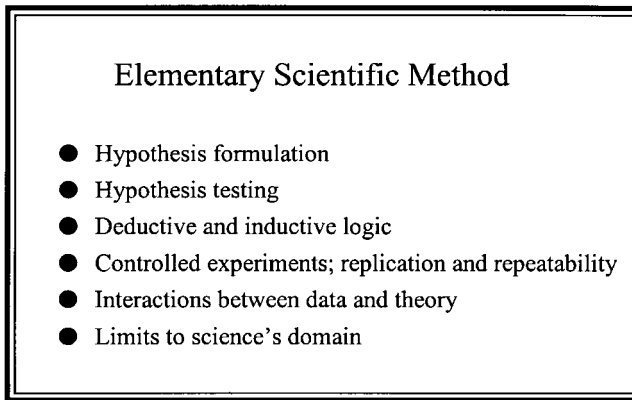 Elementary Scientific Method
● Hypothesis formulation
● Hypothesis testing
● Deductive and inductive logic
● Controlled experiments; replication and repeatability
● Interactions between data and theory
● Limits to science's domain